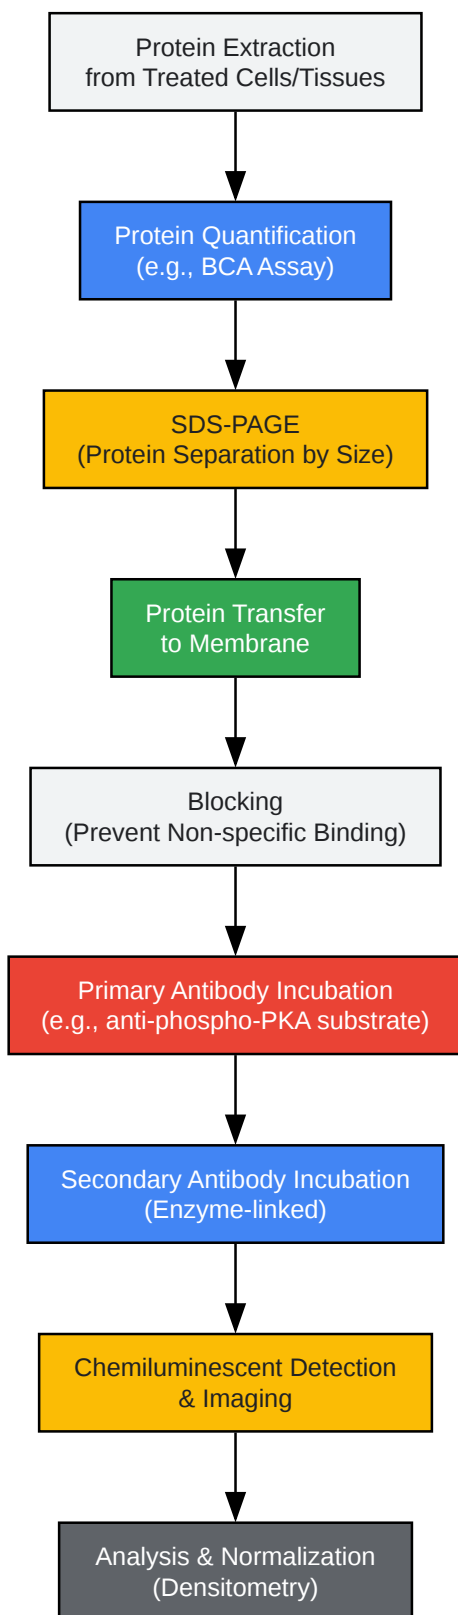 Protein Extraction
from Treated Cells/Tissues
Protein Quantification
(e.g., BCA Assay)
SDS-PAGE
(Protein Separation by Size)
Protein Transfer
to Membrane
Blocking
(Prevent Non-specific Binding)
Primary Antibody Incubation
(e.g., anti-phospho-PKA substrate)
Secondary Antibody Incubation
(Enzyme-linked)
Chemiluminescent Detection
& Imaging
Analysis & Normalization
(Densitometry)